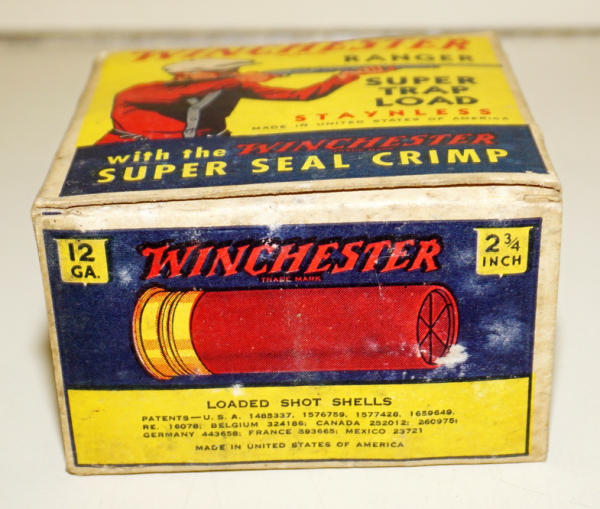 WINCHESTER
RANGER
SUPER
TRAP
LOAD
STAYNLESS
MADE IN UNITED STATES OF AMERICA
with the WINCHESTER
SUPER SEAL CRIMP
12
GA.
WINCHESTER
TRADE MARK
2 3/4
INCH
LOADED SHOT SHELLS
PATENTS—U.S.A. 1485337, 1576759, 1577428, 1659649,
RE. 16078; BELGIUM 324186; CANADA 252012; 260975;
GERMANY 443658; FRANCE 593665; MEXICO 23721
MADE IN UNITED STATES OF AMERICA